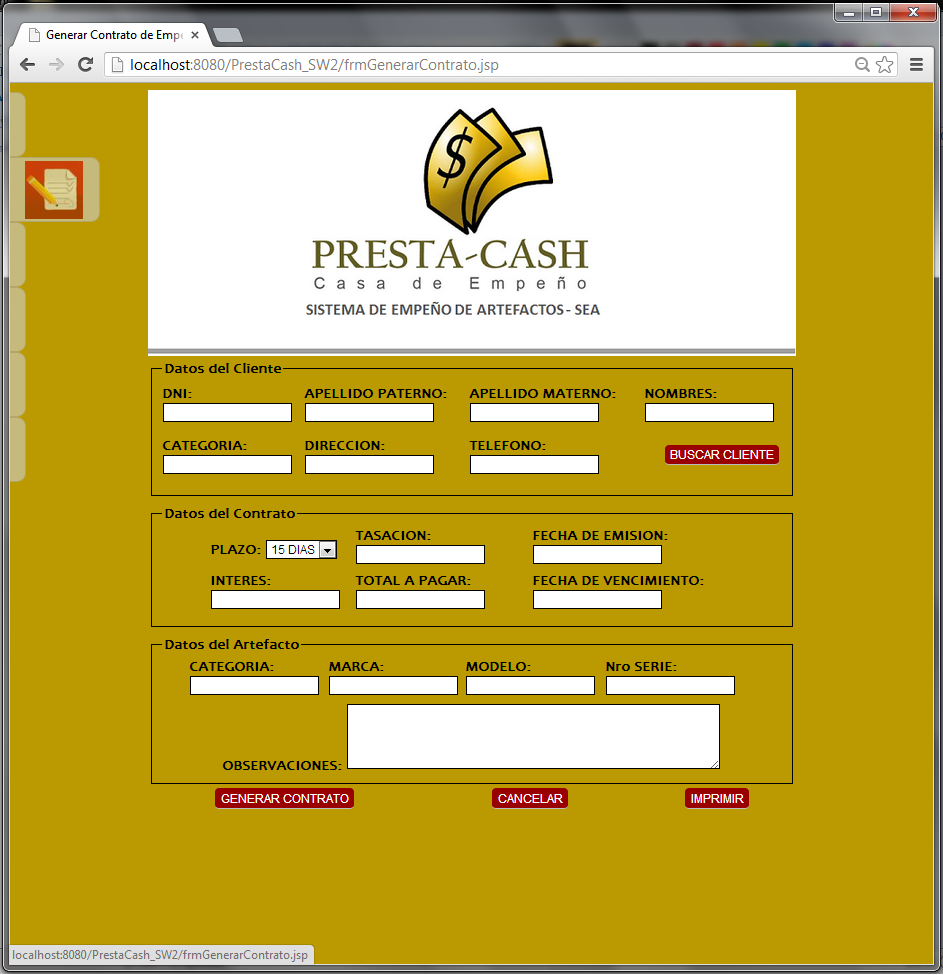 Generar Contrato de Emp
localhost:8080/PrestaCash_SW2/frmGenerarContrato.jsp
$
PRESTA-CASH
Casa de Empeño
SISTEMA DE EMPEÑO DE ARTEFACTOS - SEA
Datos del Cliente
DNI: APELLIDO PATERNO: APELLIDO MATERNO: NOMBRES:
CATEGORIA: DIRECCION: TELEFONO: BUSCAR CLIENTE
Datos del Contrato
PLAZO: 15 DIAS TASACION: FECHA DE EMISION:
INTERES: TOTAL A PAGAR: FECHA DE VENCIMIENTO:
Datos del Artefacto
CATEGORIA: MARCA: MODELO: Nro SERIE:
OBSERVACIONES:
GENERAR CONTRATO CANCELAR IMPRIMIR
localhost:8080/PrestaCash_SW2/frmGenerarContrato.jsp